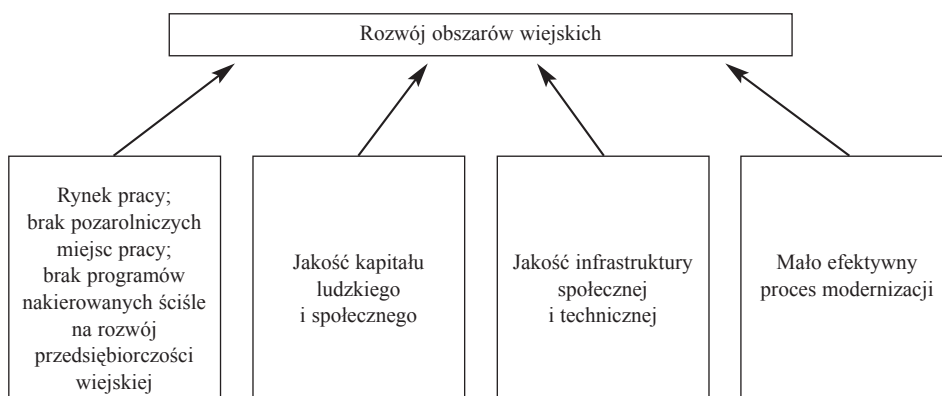 Rozwój obszarów wiejskich
Rynek pracy;
brak pozarolniczych
miejsc pracy;
brak programów
nakierowanych ściśle
na rozwój
przedsiębiorczości
wiejskiej
Jakość kapitału
ludzkiego
i społecznego
Jakość infrastruktury
społecznej
i technicznej
Mało efektywny
proces modernizacji